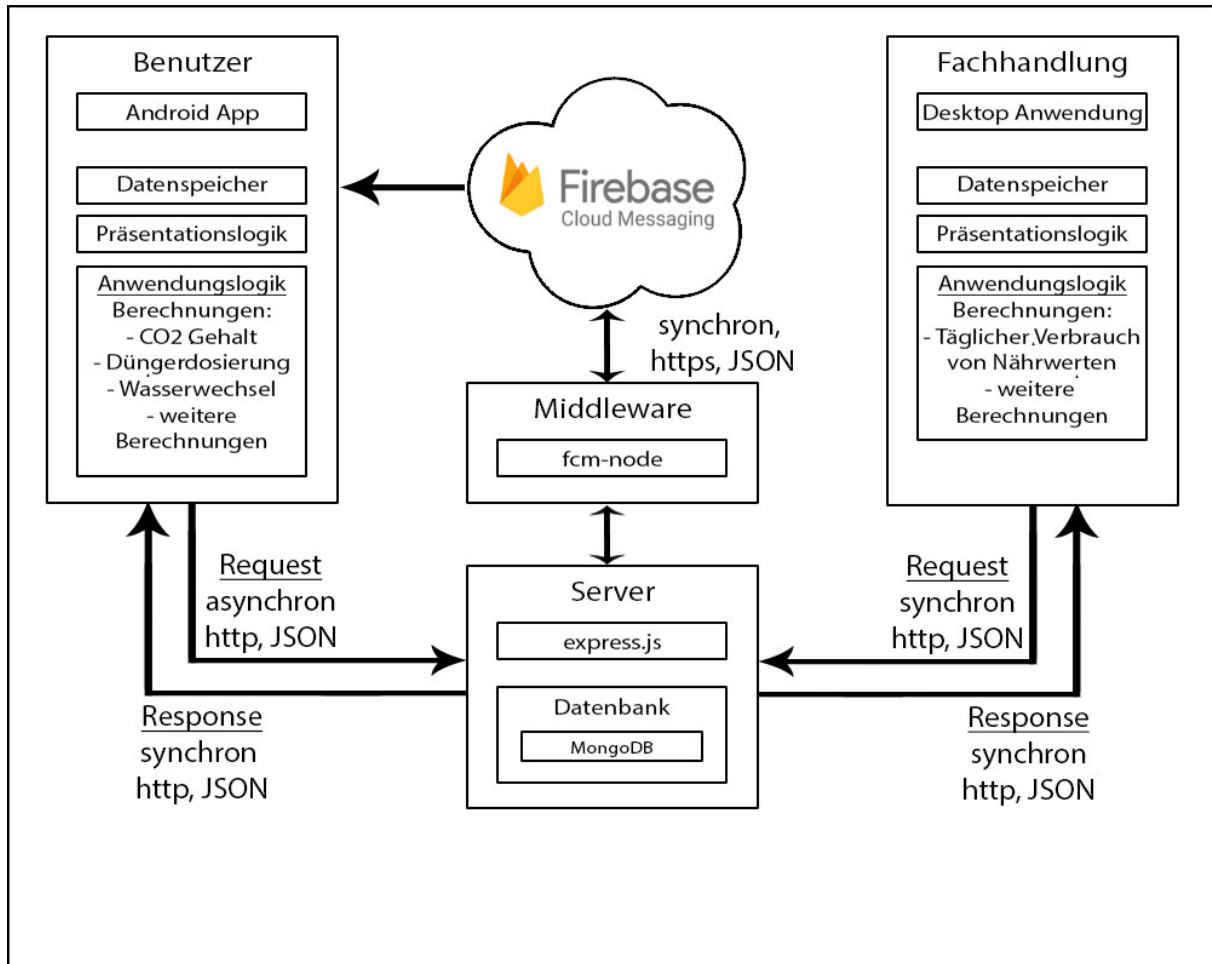 Benutzer
Android App
Datenspeicher
Präsentationslogik
Anwendungslogik
Berechnungen:
- CO2 Gehalt
- Düngerdosierung
- Wasserwechsel
- weitere
Berechnungen
Firebase
Cloud Messaging
synchron,
https, JSON
Middleware
fcm-node
Fachhandlung
Desktop Anwendung
Datenspeicher
Präsentationslogik
Anwendungslogik
Berechnungen:
- Täglicher Verbrauch
von Nährwerten
- weitere
Berechnungen
Request
asynchron
http, JSON
Response
synchron
http, JSON
Server
express.js
Datenbank
MongoDB
Request
synchron
http, JSON
Response
synchron
http, JSON